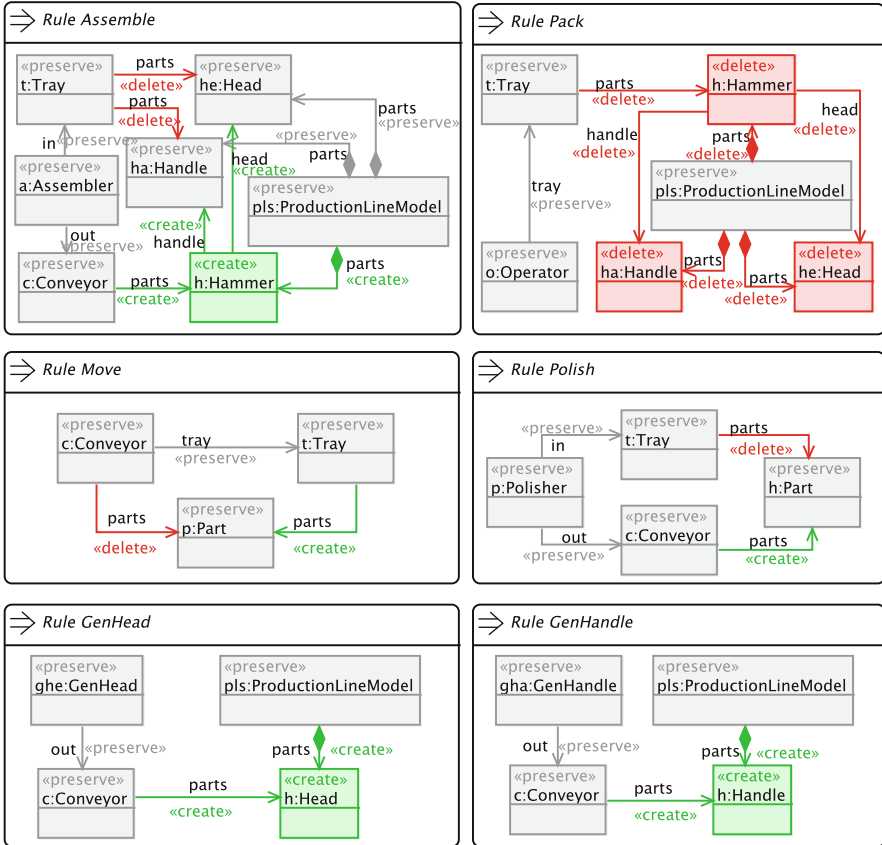 Rule Assemble
«preserve»
t:Tray
parts
«delete»
parts
«delete»
«preserve»
he:Head
parts
«preserve»
in
«preserve»
«preserve»
ha:Handle
«preserve»
parts
«preserve»
a:Assembler
head
«create»
«preserve»
pls:ProductionLineModel
out
«preserve»
«create»
handle
«preserve»
c:Conveyor
parts
«create»
«create»
h:Hammer
parts
«create»
Rule Pack
«preserve»
t:Tray
parts
«delete»
«delete»
h:Hammer
head
«delete»
handle
«delete»
parts
«delete»
«preserve»
pls:ProductionLineModel
tray
«preserve»
«preserve»
o:Operator
«delete»
ha:Handle
parts
«delete»
parts
«delete»
«delete»
he:Head
Rule Move
«preserve»
c:Conveyor
tray
«preserve»
«preserve»
t:Tray
parts
«delete»
«preserve»
p:Part
parts
«create»
Rule Polish
«preserve»
in
«preserve»
t:Tray
parts
«delete»
«preserve»
p:Polisher
«preserve»
h:Part
out
«preserve»
«preserve»
c:Conveyor
parts
«create»
Rule GenHead
«preserve»
ghe:GenHead
«preserve»
pls:ProductionLineModel
out
«preserve»
parts
«create»
«preserve»
c:Conveyor
parts
«create»
«create»
h:Head
Rule GenHandle
«preserve»
gha:GenHandle
«preserve»
pls:ProductionLineModel
out
«preserve»
parts
«create»
«preserve»
c:Conveyor
parts
«create»
«create»
h:Handle